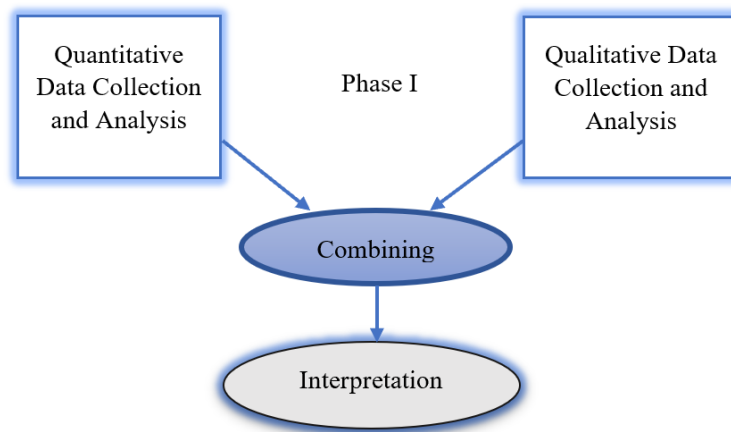 Quantitative
Data Collection
and Analysis
Phase I
Qualitative Data
Collection and
Analysis
Combining
Interpretation